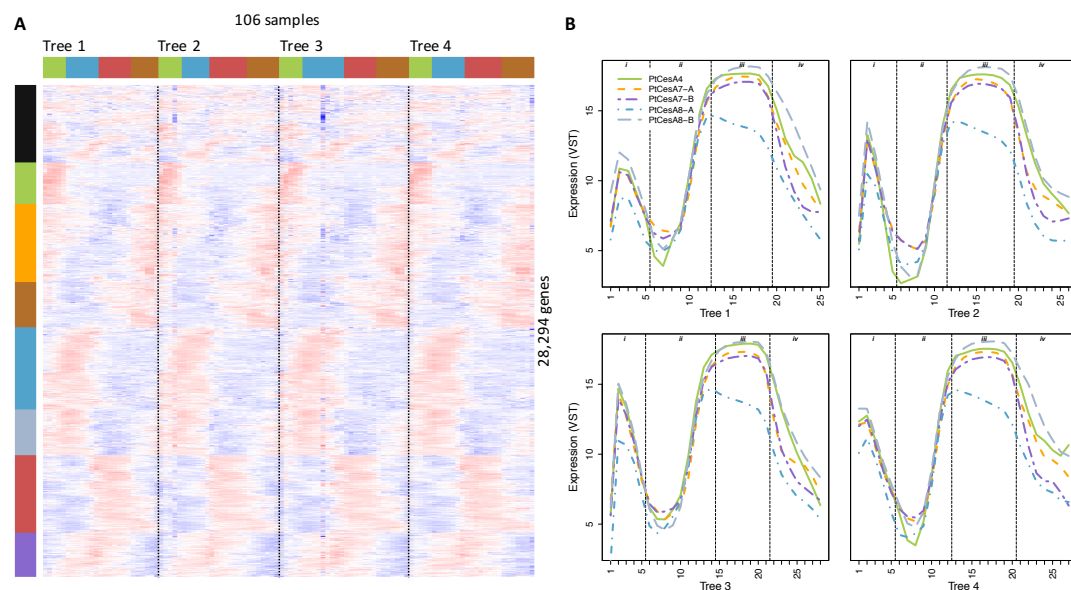 A
106 samples
Tree 1 Tree 2 Tree 3 Tree 4
28,294 genes
B
i ii iii iv
PtCesA4
PtCesA7-A
PtCesA7-B
PtCesA8-A
PtCesA8-B
Expression (VST)
5 10 15
1 5 10 15 20 25
Tree 1
i ii iii iv
1 5 10 15 20 25
Tree 2
i ii iii iv
Expression (VST)
5 10 15
1 5 10 15 20 25
Tree 3
i ii iii iv
1 5 10 15 20 25
Tree 4